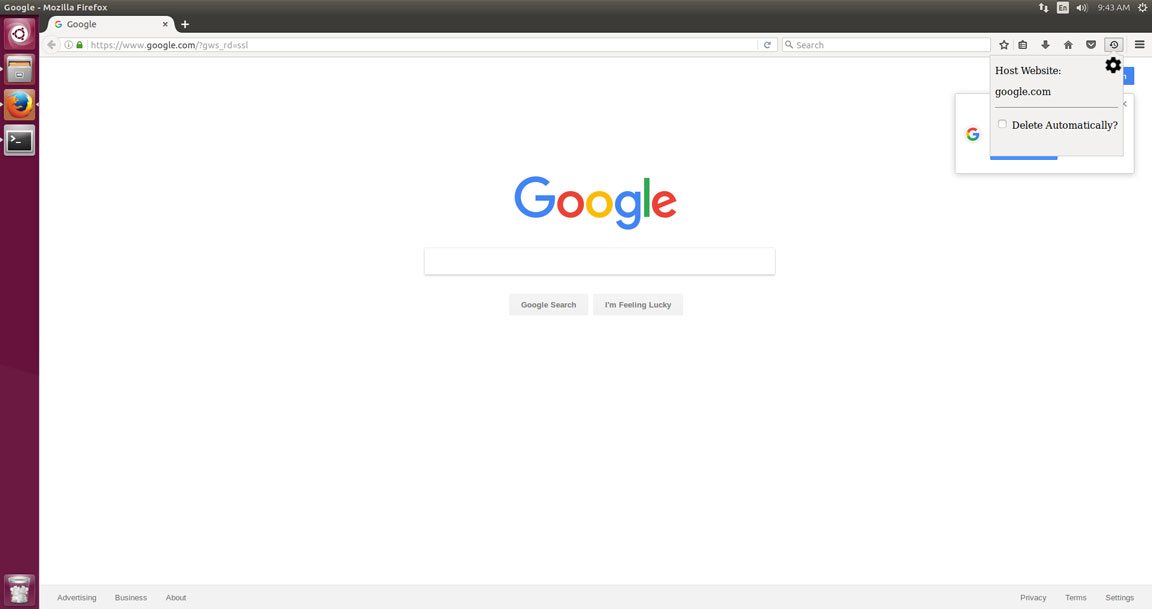 Google - Mozilla Firefox
En
9:43 AM
Google
https://www.google.com/?gws_rd=ssl
Search
Host Website:
google.com
Delete Automatically?
Google
Google Search
I'm Feeling Lucky
Advertising
Business
About
Privacy
Terms
Settings